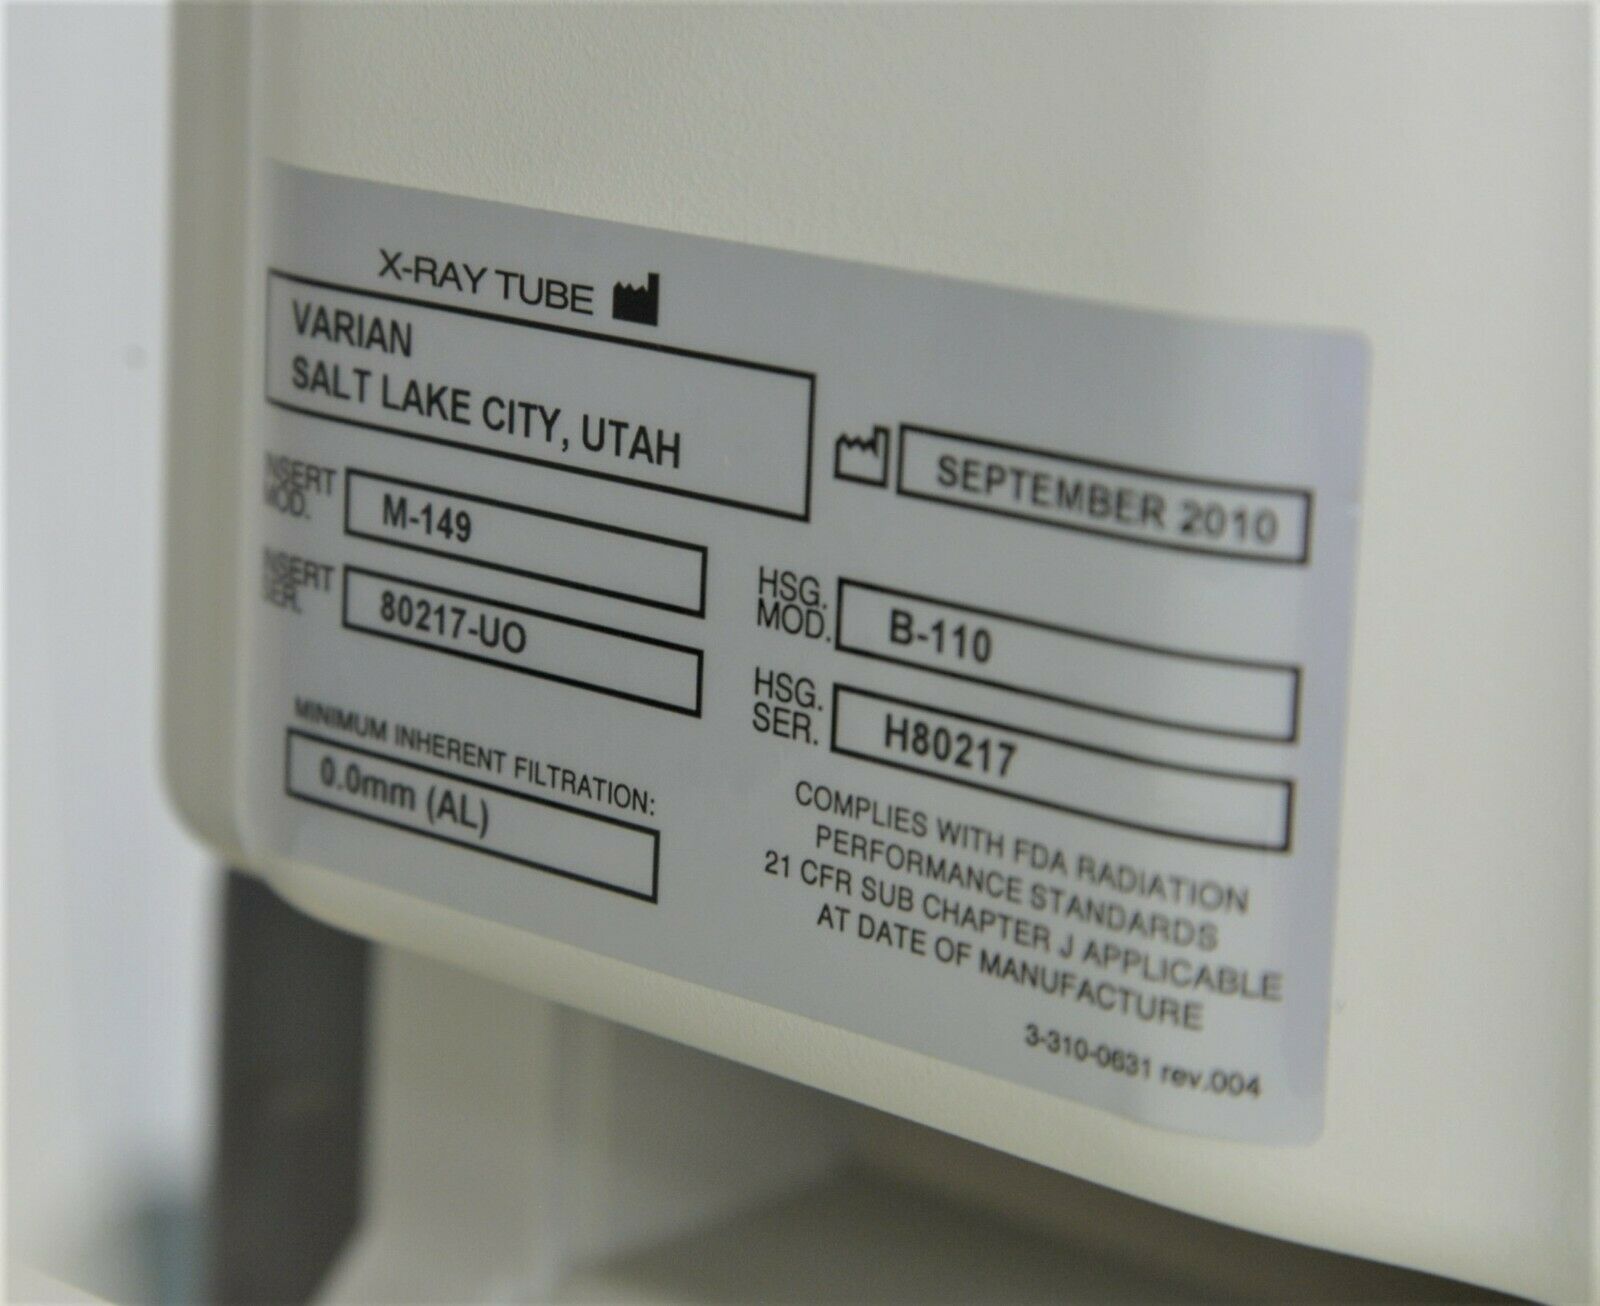 X-RAY TUBE
VARIAN
SALT LAKE CITY, UTAH
SEPTEMBER 2010
INSERT
MOD.
M-149
INSERT
SER.
80217-UO
HSG.
MOD.
B-110
HSG.
SER.
H80217
MINIMUM INHERENT FILTRATION:
0.0mm (AL)
COMPLIES WITH FDA RADIATION
PERFORMANCE STANDARDS
21 CFR SUB CHAPTER J APPLICABLE
AT DATE OF MANUFACTURE
3-310-0631 rev.004